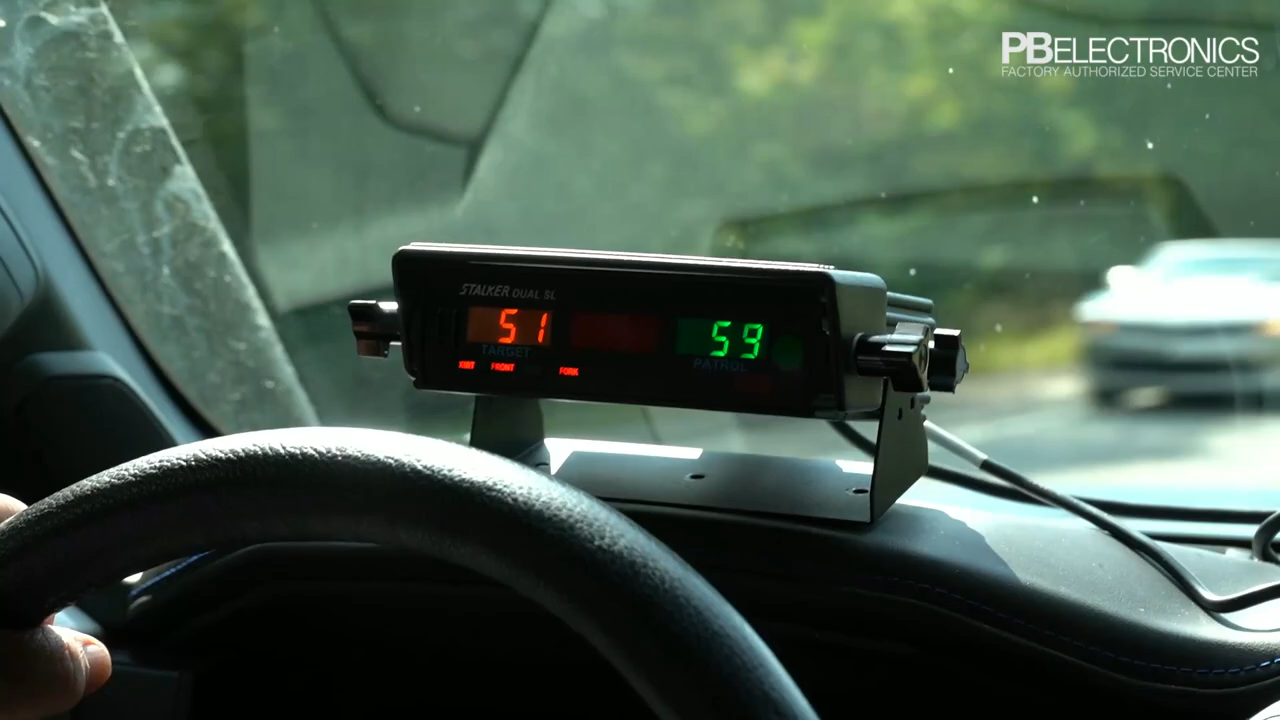 PBELECTRONICS
FACTORY AUTHORIZED SERVICE CENTER
STALKER DUAL SL
51 59
TARGET PATROL
XMIT FRONT FORK